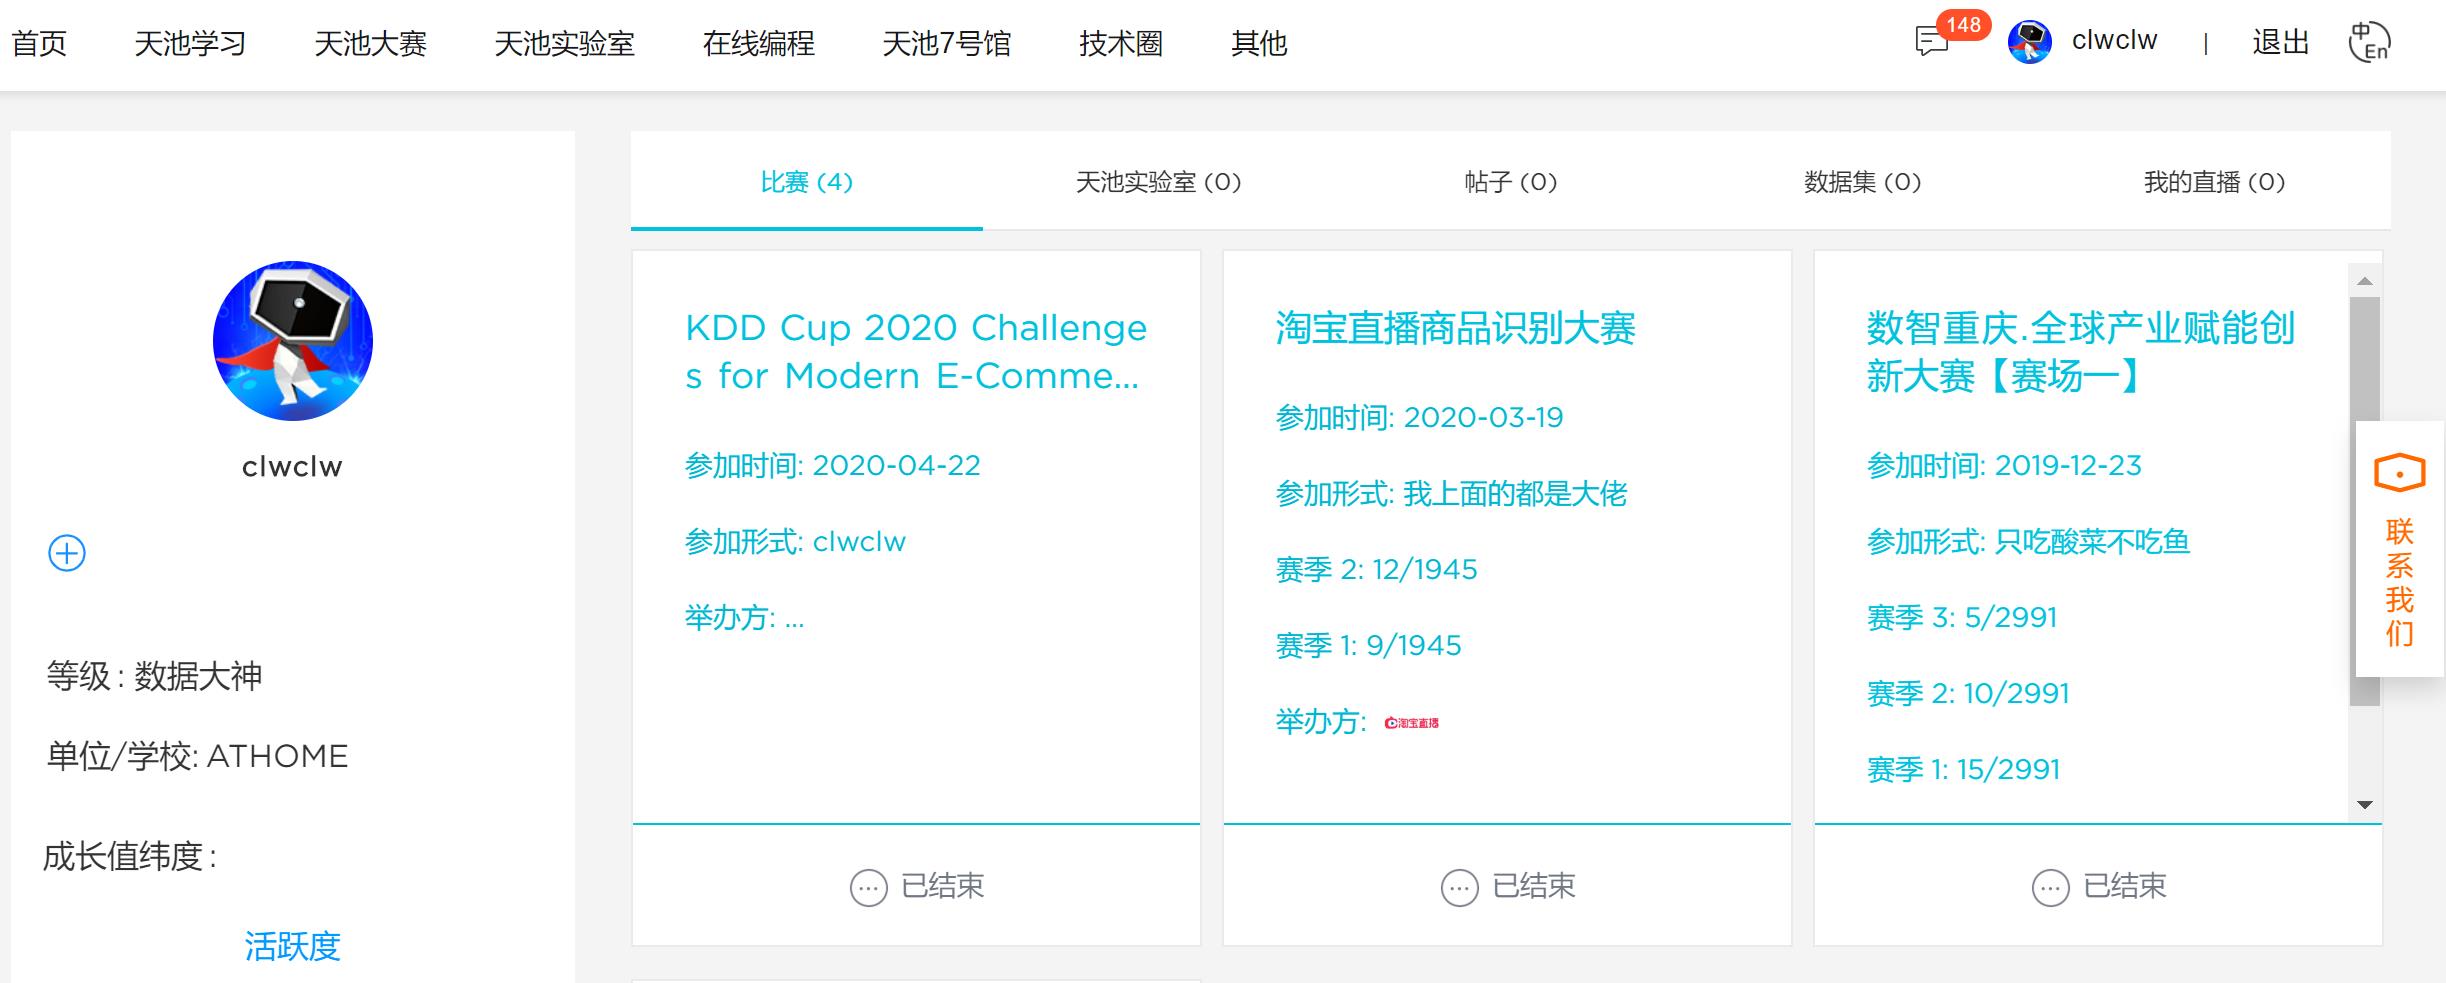 首页 天池学习 天池大赛 天池实验室 在线编程 天池7号馆 技术圈 其他 148 clwclw | 退出 中En
clwclw
等级 : 数据大神
单位/学校: ATHOME
成长值纬度 :
活跃度
比赛 (4) 天池实验室 (0) 帖子 (0) 数据集 (0) 我的直播 (0)
KDD Cup 2020 Challenge
s for Modern E-Comme...
参加时间: 2020-04-22
参加形式: clwclw
举办方: ...
已结束
淘宝直播商品识别大赛
参加时间: 2020-03-19
参加形式: 我上面的都是大佬
赛季 2: 12/1945
赛季 1: 9/1945
举办方: 淘宝直播
已结束
数智重庆.全球产业赋能创
新大赛【赛场一】
参加时间: 2019-12-23
参加形式: 只吃酸菜不吃鱼
赛季 3: 5/2991
赛季 2: 10/2991
赛季 1: 15/2991
已结束
联
系
我
们